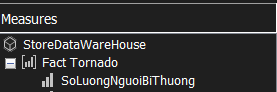 Measures
StoreDataWareHouse
Fact Tornado
SoLuongNguoiBiThuong